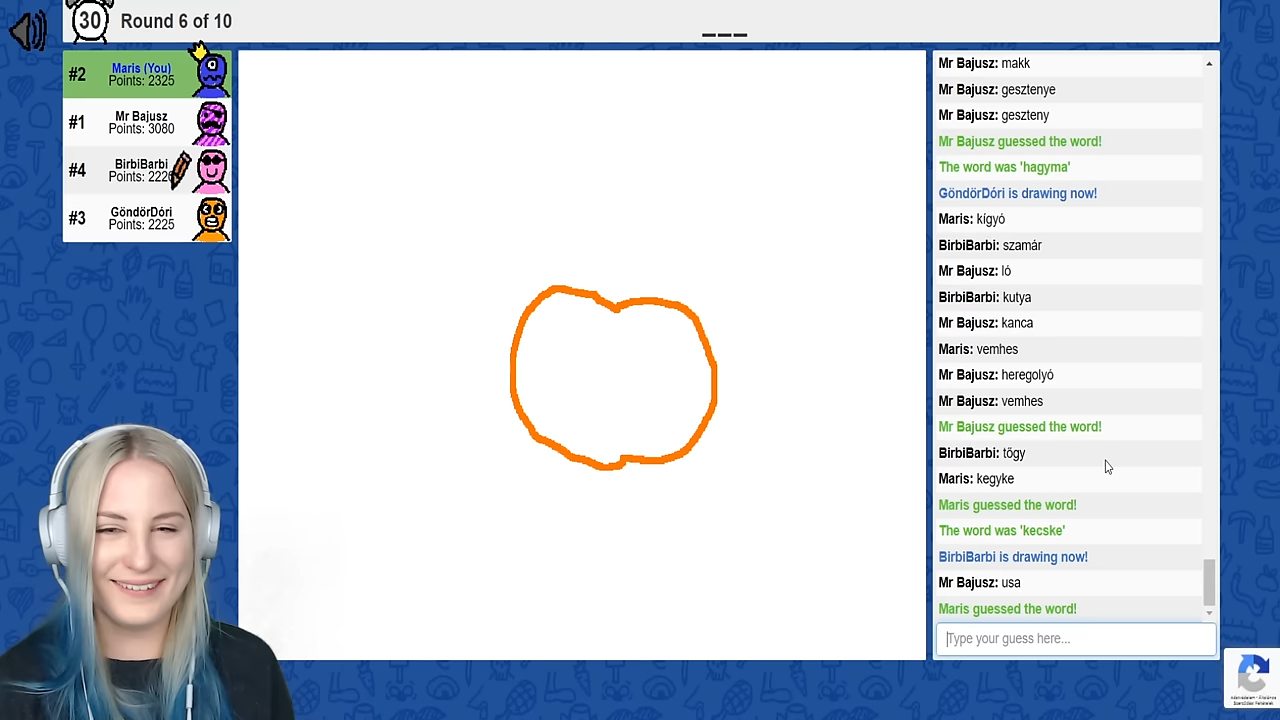 30
Round 6 of 10
_ _ _
#2
Maris (You)
Points: 2325
#1
Mr Bajusz
Points: 3080
#4
BirbiBarbi
Points: 222
#3
GöndörDóri
Points: 2225
Mr Bajusz: makk
Mr Bajusz: gesztenye
Mr Bajusz: geszteny
Mr Bajusz guessed the word!
The word was 'hagyma'
GöndörDóri is drawing now!
Maris: kígyó
BirbiBarbi: szamár
Mr Bajusz: ló
BirbiBarbi: kutya
Mr Bajusz: kanca
Maris: vemhes
Mr Bajusz: heregolyó
Mr Bajusz: vemhes
Mr Bajusz guessed the word!
BirbiBarbi: tőgy
Maris: kegyke
Maris guessed the word!
The word was 'kecske'
BirbiBarbi is drawing now!
Mr Bajusz: usa
Maris guessed the word!
Type your guess here...